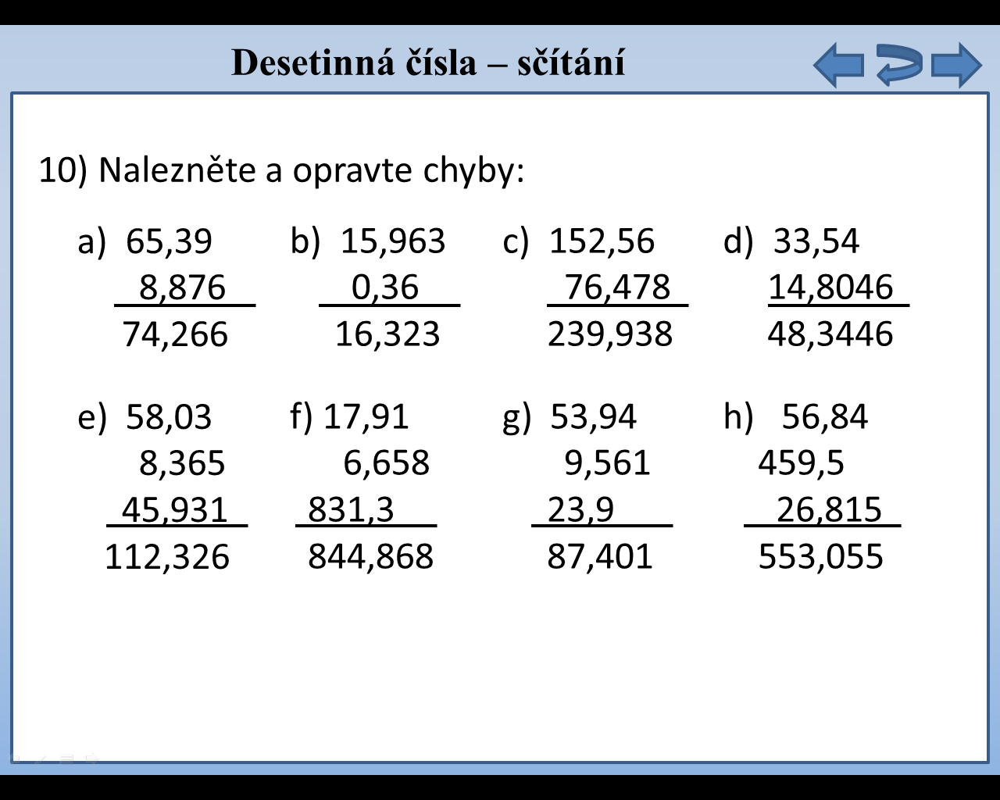 Desetinná čísla – sčítání
10) Nalezněte a opravte chyby:
a) 65,39 b) 15,963 c) 152,56 d) 33,54
8,876 0,36 76,478 14,8046
74,266 16,323 239,938 48,3446
e) 58,03 f) 17,91 g) 53,94 h) 56,84
8,365 6,658 9,561 459,5
45,931 831,3 23,9 26,815
112,326 844,868 87,401 553,055